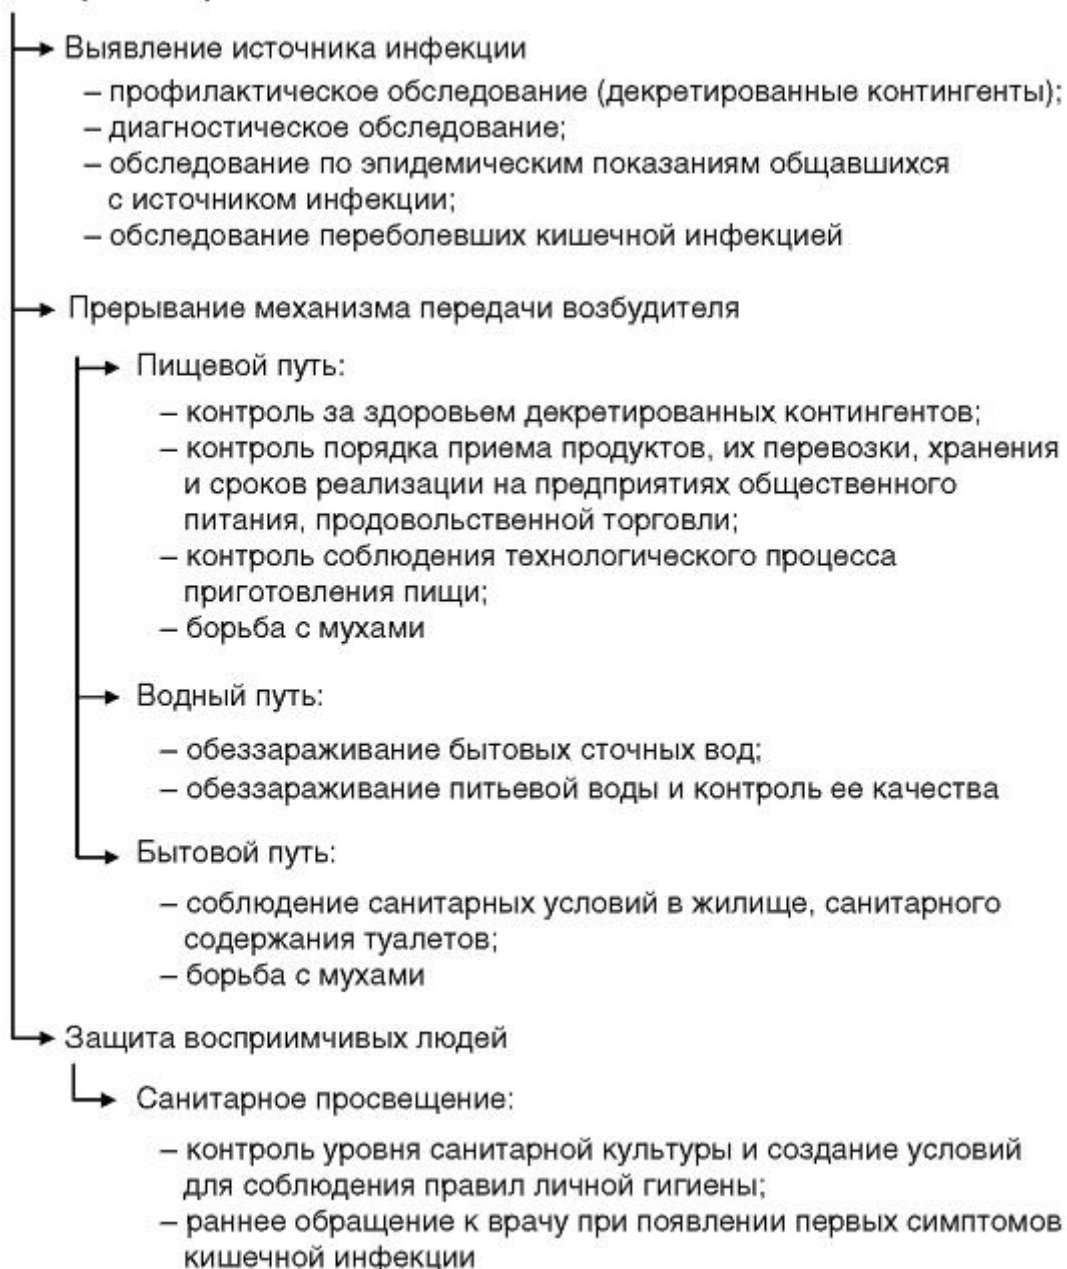 Выявление источника инфекции
– профилактическое обследование (декретированные контингенты);
– диагностическое обследование;
– обследование по эпидемическим показаниям общавшихся
с источником инфекции;
– обследование переболевших кишечной инфекцией
Прерывание механизма передачи возбудителя
Пищевой путь:
– контроль за здоровьем декретированных контингентов;
– контроль порядка приема продуктов, их перевозки, хранения
и сроков реализации на предприятиях общественного
питания, продовольственной торговли;
– контроль соблюдения технологического процесса
приготовления пищи;
– борьба с мухами
Водный путь:
– обеззараживание бытовых сточных вод;
– обеззараживание питьевой воды и контроль ее качества
Бытовой путь:
– соблюдение санитарных условий в жилище, санитарного
содержания туалетов;
– борьба с мухами
Защита восприимчивых людей
Санитарное просвещение:
– контроль уровня санитарной культуры и создание условий
для соблюдения правил личной гигиены;
– раннее обращение к врачу при появлении первых симптомов
кишечной инфекции